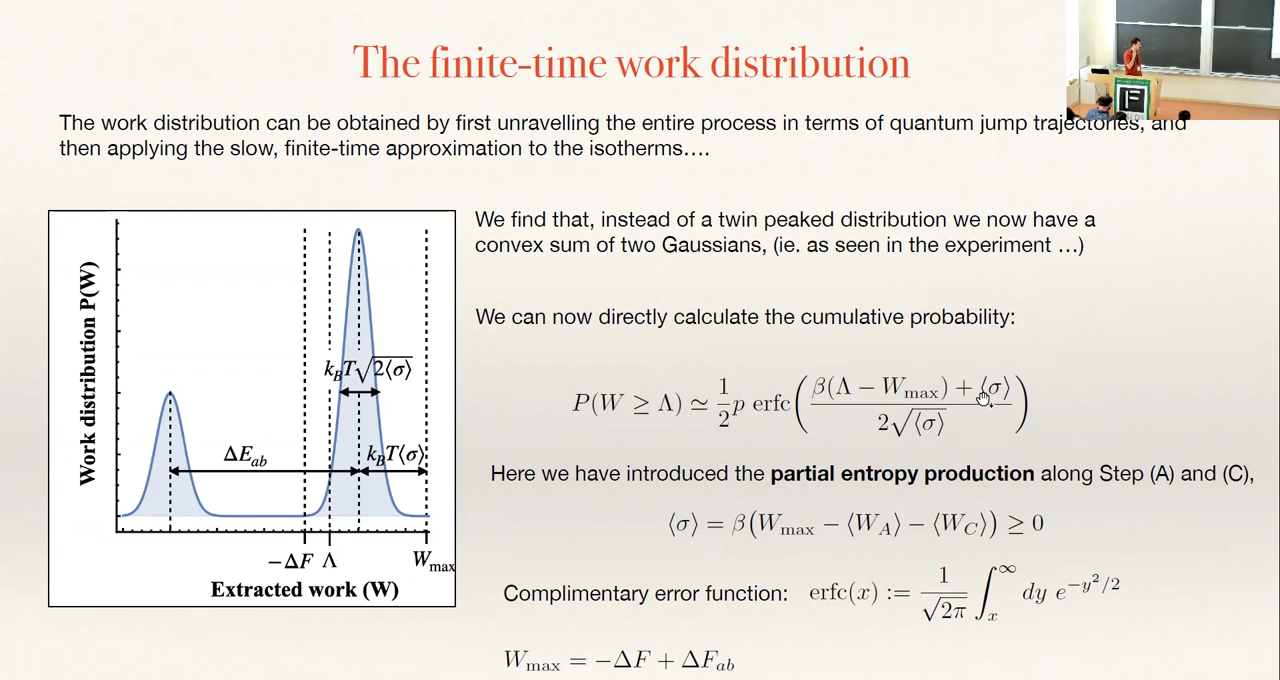 The finite-time work distribution
The work distribution can be obtained by first unravelling the entire process in terms of quantum jump trajectories, and
then applying the slow, finite-time approximation to the isotherms….
We find that, instead of a twin peaked distribution we now have a
convex sum of two Gaussians, (ie. as seen in the experiment …)
We can now directly calculate the cumulative probability:
P(W ≥ Λ) ≃ 1/2 p erfc( (β(Λ − W_max) + ⟨σ⟩) / (2√⟨σ⟩) )
Here we have introduced the partial entropy production along Step (A) and (C),
⟨σ⟩ = β(W_max − ⟨W_A⟩ − ⟨W_C⟩) ≥ 0
Complimentary error function: erfc(x) := 1/√(2π) ∫_x^∞ dy e^{−y²/2}
W_max = −ΔF + ΔF_ab
Work distribution P(W)
k_B T√(2⟨σ⟩)
ΔE_ab
k_B T⟨σ⟩
−ΔF Λ W_max
Extracted work (W)